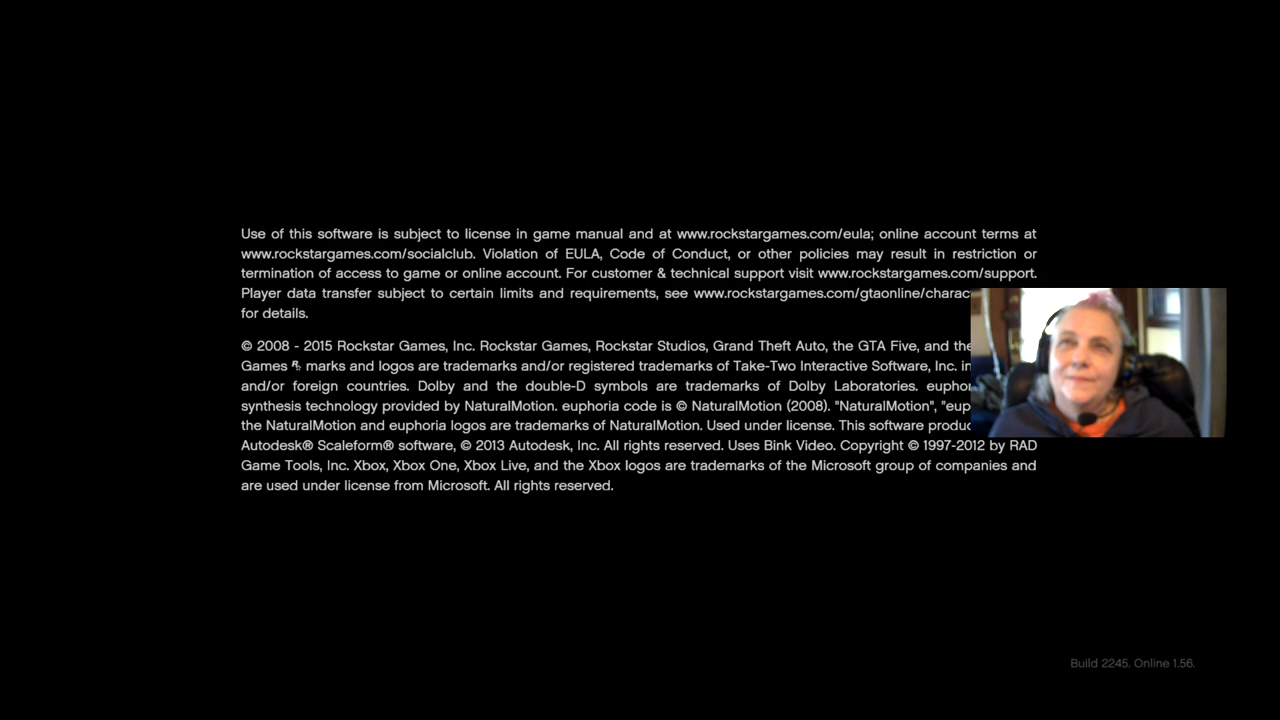 Use of this software is subject to license in game manual and at www.rockstargames.com/eula; online account terms at
www.rockstargames.com/socialclub. Violation of EULA, Code of Conduct, or other policies may result in restriction or
termination of access to game or online account. For customer & technical support visit www.rockstargames.com/support.
Player data transfer subject to certain limits and requirements, see www.rockstargames.com/gtaonline/charac
for details.
© 2008 - 2015 Rockstar Games, Inc. Rockstar Games, Rockstar Studios, Grand Theft Auto, the GTA Five, and the
Games R* marks and logos are trademarks and/or registered trademarks of Take-Two Interactive Software, Inc. in
and/or foreign countries. Dolby and the double-D symbols are trademarks of Dolby Laboratories. euphor
synthesis technology provided by NaturalMotion. euphoria code is © NaturalMotion (2008). "NaturalMotion", "eup
the NaturalMotion and euphoria logos are trademarks of NaturalMotion. Used under license. This software produc
Autodesk® Scaleform® software, © 2013 Autodesk, Inc. All rights reserved. Uses Bink Video. Copyright © 1997-2012 by RAD
Game Tools, Inc. Xbox, Xbox One, Xbox Live, and the Xbox logos are trademarks of the Microsoft group of companies and
are used under license from Microsoft. All rights reserved.
Build 2245. Online 1.56.